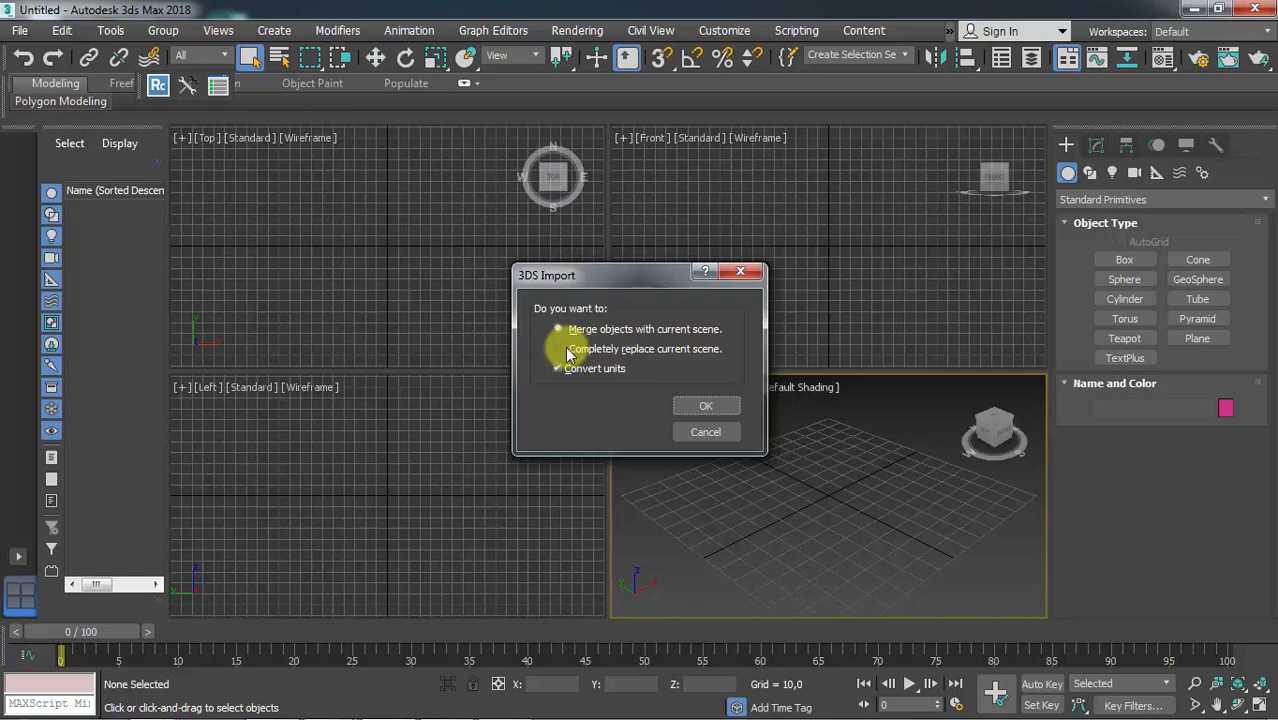 Untitled - Autodesk 3ds Max 2018
File Edit Tools Group Views Create Modifiers Animation Graph Editors Rendering Civil View Customize Scripting Content Sign In Workspaces: Default
All View Create Selection Se
Modeling Freef Rc n Object Paint Populate
Polygon Modeling
Select Display
Name (Sorted Descen
[+] [Top] [Standard] [Wireframe]
N
W TOP E
S
[+] [Front] [Standard] [Wireframe]
FRONT
Standard Primitives
Object Type
AutoGrid
Box Cone
Sphere GeoSphere
Cylinder Tube
Torus Pyramid
Teapot Plane
TextPlus
Name and Color
3DS Import
Do you want to:
Merge objects with current scene.
Completely replace current scene.
Convert units
OK
Cancel
[+] [Left] [Standard] [Wireframe]
efault Shading]
y x
z y
z y x
0 / 100
0 5 10 15 20 25 30 35 40 45 50 55 60 65 70 75 80 85 90 95 100
None Selected X: Y: Z: Grid = 10,0 Auto Key Selected
MAXScript Mi Click or click-and-drag to select objects Add Time Tag 0 Set Key Key Filters...